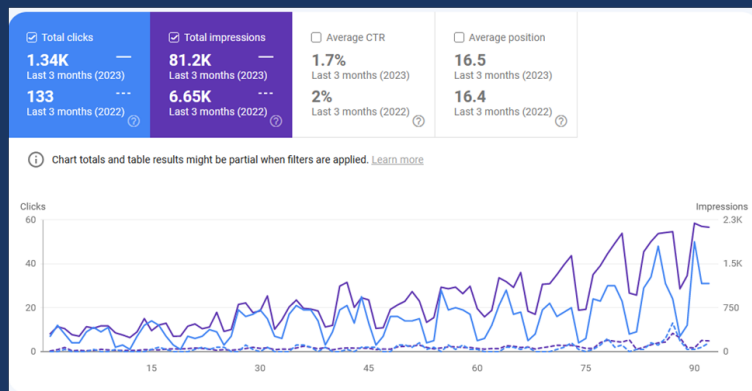 Total clicks
1.34K
Last 3 months (2023)
133
Last 3 months (2022)
Total impressions
81.2K
Last 3 months (2023)
6.65K
Last 3 months (2022)
Average CTR
1.7%
Last 3 months (2023)
2%
Last 3 months (2022)
Average position
16.5
Last 3 months (2023)
16.4
Last 3 months (2022)
Chart totals and table results might be partial when filters are applied. Learn more
Clicks Impressions
60 2.3K
40 1.5K
20 750
0 0
15 30 45 60 75 90